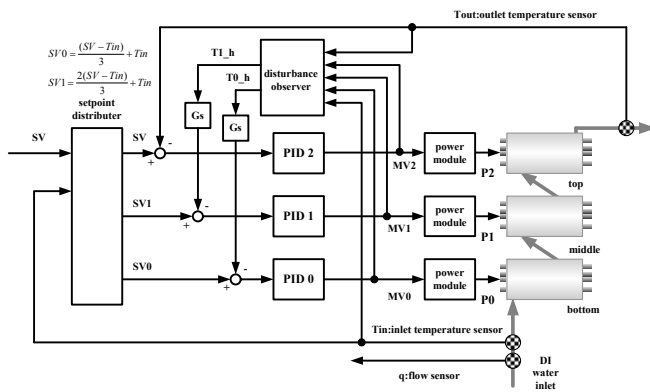 Tout:outlet temperature sensor
SV0 = (SV − Tin) / 3 + Tin
SV1 = 2(SV − Tin) / 3 + Tin
setpoint
distributer
T1_h
T0_h
disturbance
observer
Gs
Gs
SV
SV
-
+
PID 2
MV2
power
module
P2
top
SV1
-
+
PID 1
MV1
power
module
P1
middle
SV0
-
+
PID 0
MV0
power
module
P0
bottom
Tin:inlet temperature sensor
q:flow sensor
DI
water
inlet